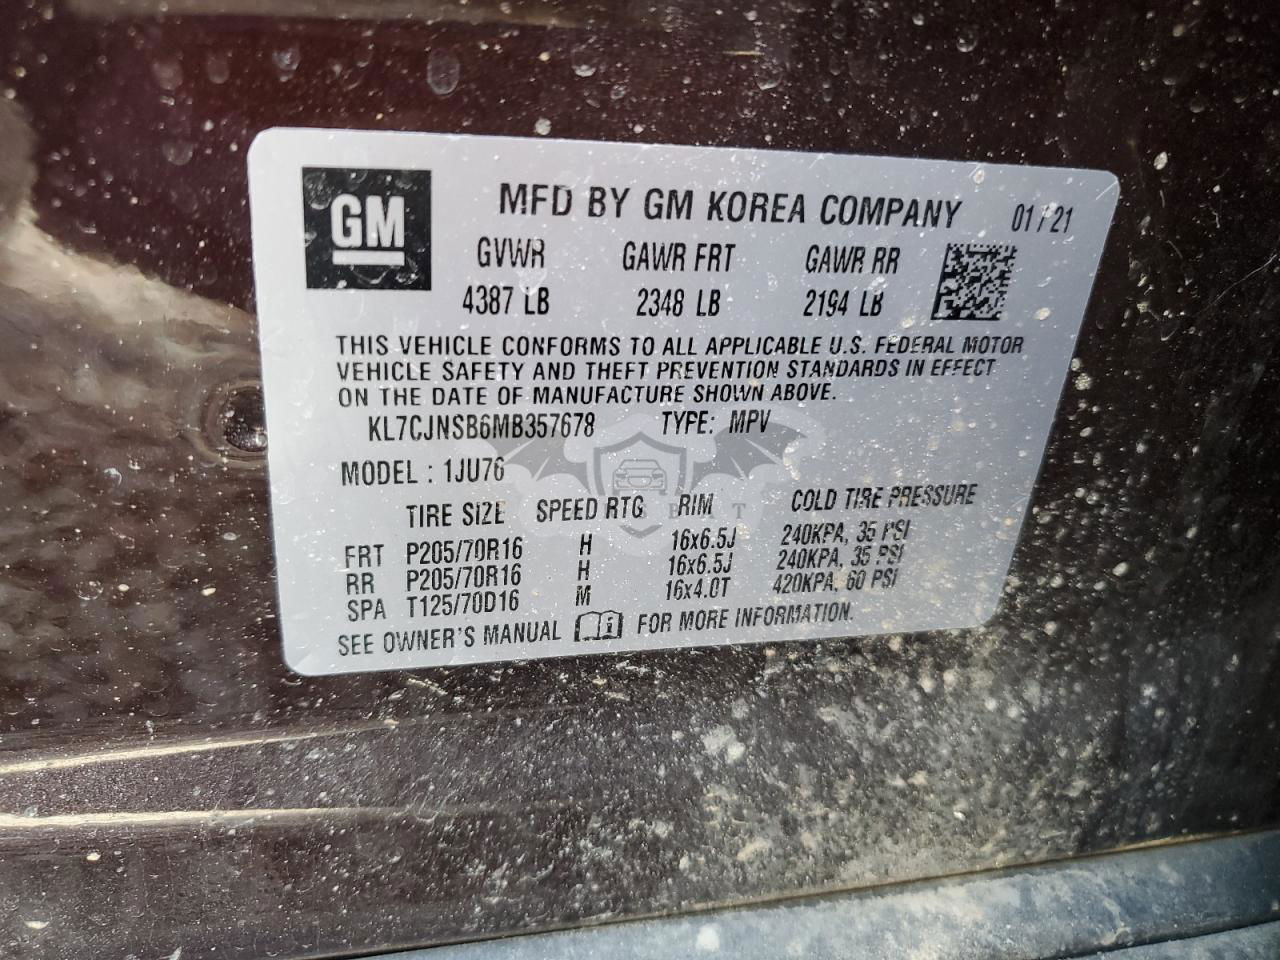 GM
MFD BY GM KOREA COMPANY 01 / 21
GVWR GAWR FRT GAWR RR
4387 LB 2348 LB 2194 LB
THIS VEHICLE CONFORMS TO ALL APPLICABLE U.S. FEDERAL MOTOR
VEHICLE SAFETY AND THEFT PREVENTION STANDARDS IN EFFECT
ON THE DATE OF MANUFACTURE SHOWN ABOVE.
KL7CJNSB6MB357678 TYPE: MPV
MODEL : 1JU76
TIRE SIZE SPEED RTG RIM COLD TIRE PRESSURE
FRT P205/70R16 H 16x6.5J 240KPA, 35 PSI
RR P205/70R16 H 16x6.5J 240KPA, 35 PSI
SPA T125/70D16 M 16x4.0T 420KPA, 60 PSI
SEE OWNER'S MANUAL FOR MORE INFORMATION.